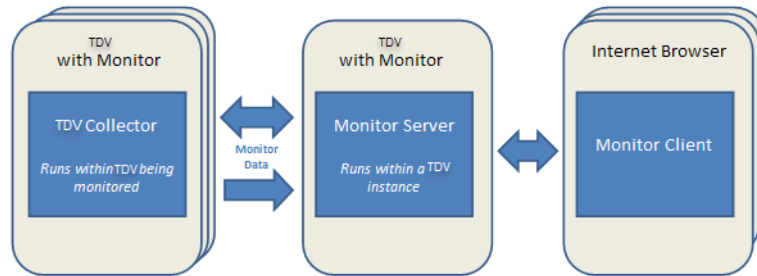 TDV
with Monitor
TDV Collector
Runs within TDV being
monitored
Monitor
Data
TDV
with Monitor
Monitor Server
Runs within a TDV
instance
Internet Browser
Monitor Client